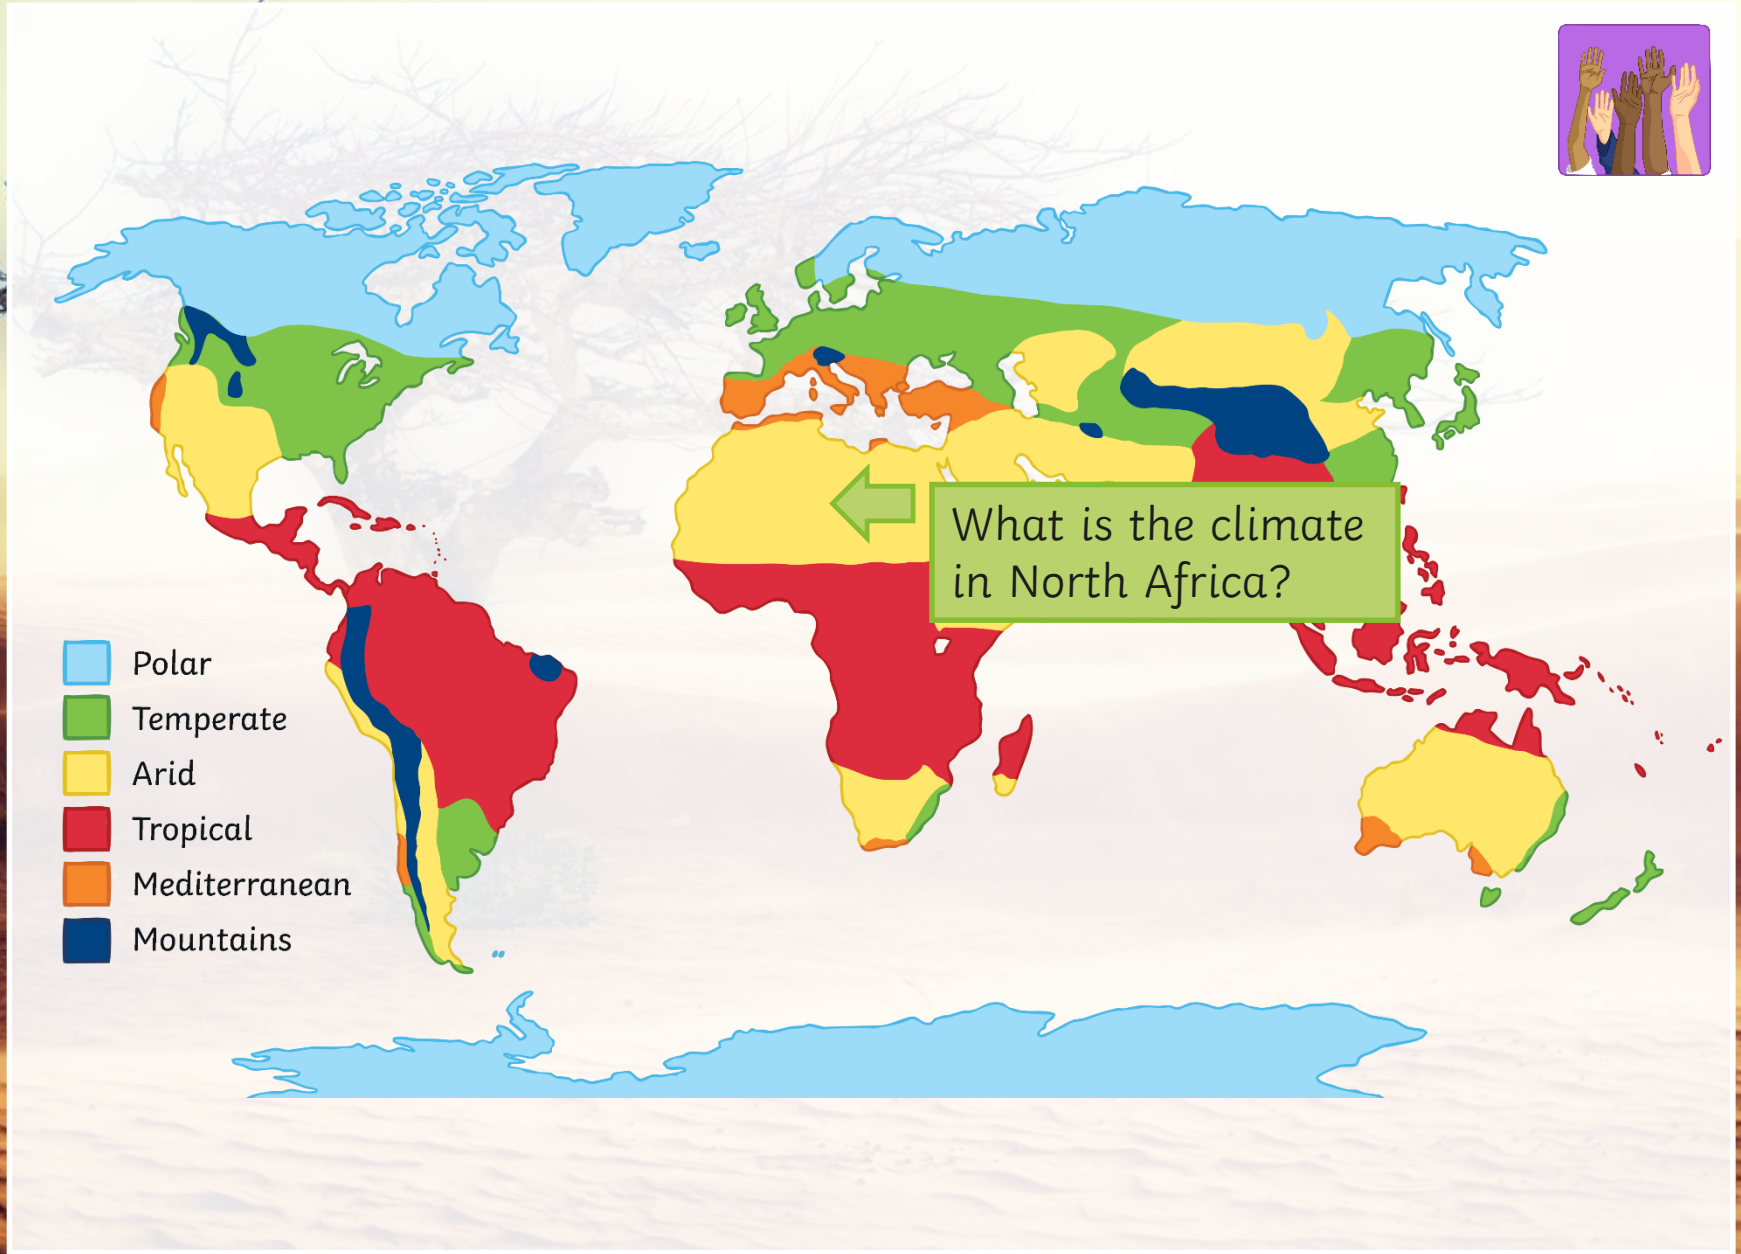 What is the climate
in North Africa?
Polar
Temperate
Arid
Tropical
Mediterranean
Mountains